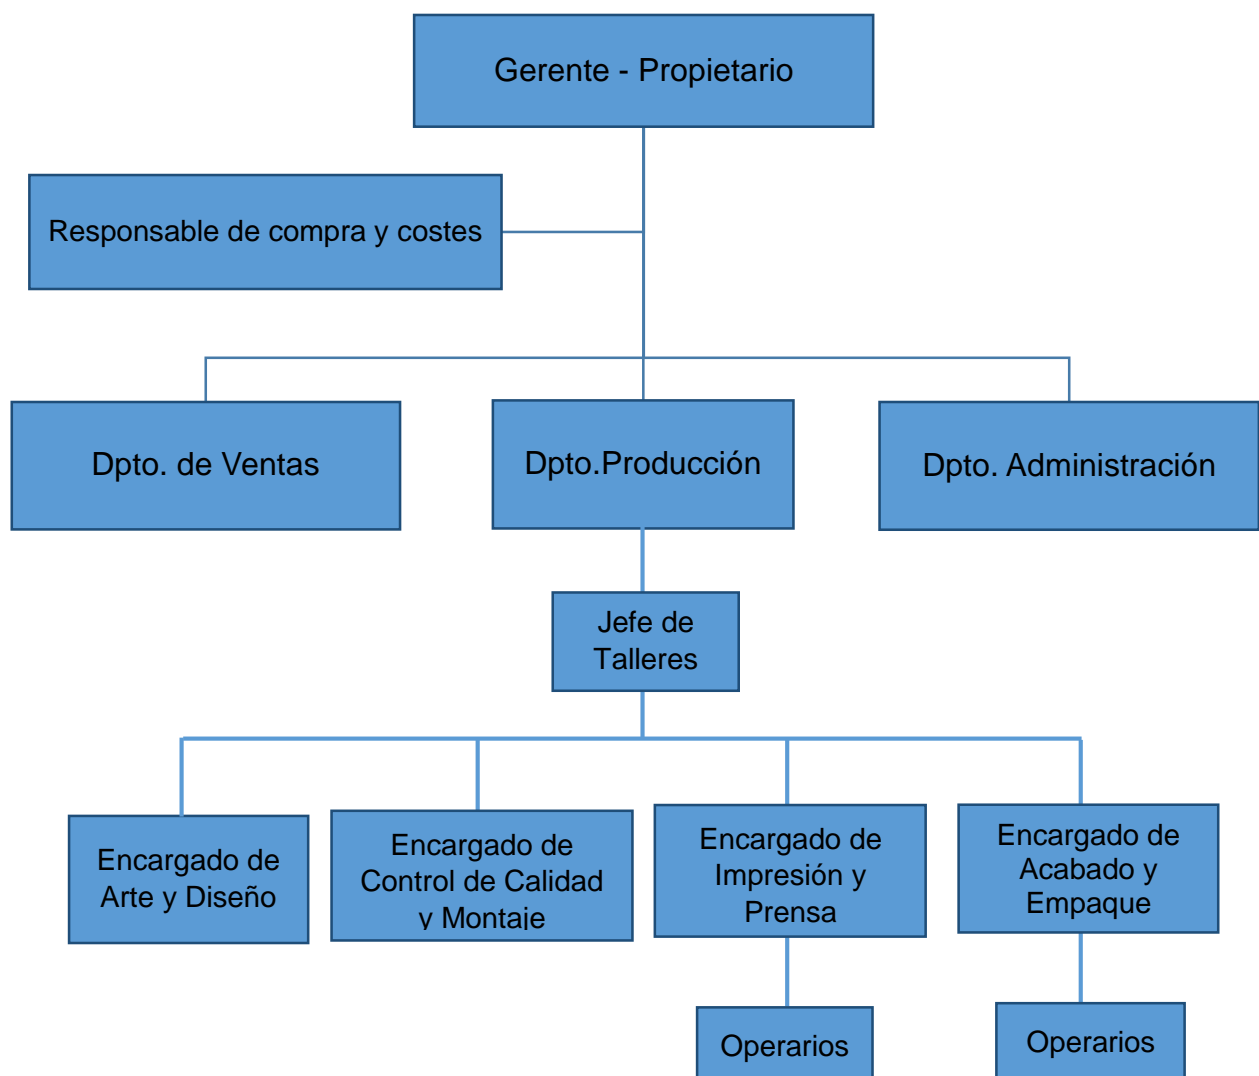 Gerente - Propietario
Responsable de compra y costes
Dpto. de Ventas
Dpto.Producción
Dpto. Administración
Jefe de
Talleres
Encargado de
Arte y Diseño
Encargado de
Control de Calidad
y Montaje
Encargado de
Impresión y
Prensa
Encargado de
Acabado y
Empaque
Operarios
Operarios